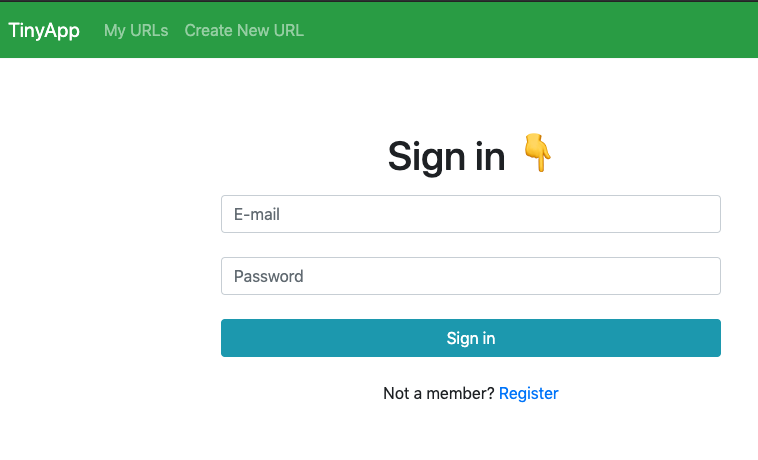 TinyApp My URLs Create New URL
Sign in 👇
E-mail
Password
Sign in
Not a member? Register